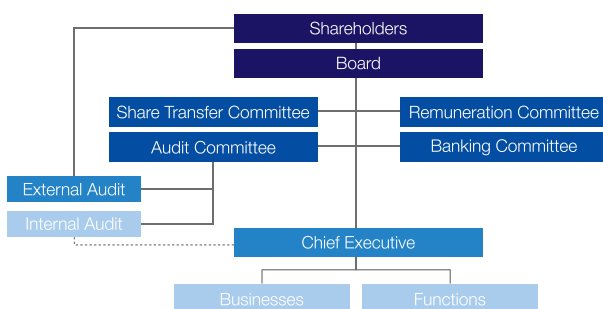 Shareholders
Board
Share Transfer Committee
Remuneration Committee
Audit Committee
Banking Committee
External Audit
Internal Audit
Chief Executive
Businesses
Functions